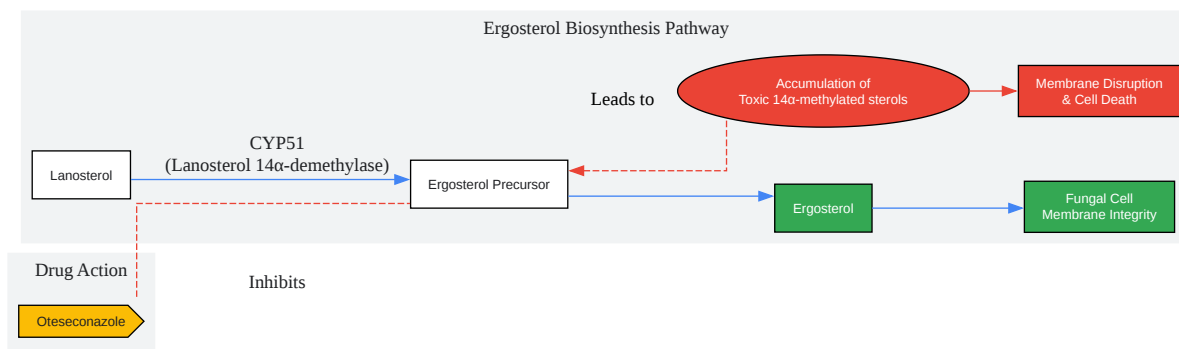 Ergosterol Biosynthesis Pathway
Accumulation of
Toxic 14α-methylated sterols
Membrane Disruption
& Cell Death
Leads to
CYP51
(Lanosterol 14α-demethylase)
Lanosterol
Ergosterol Precursor
Ergosterol
Fungal Cell
Membrane Integrity
Drug Action
Inhibits
Oteseconazole